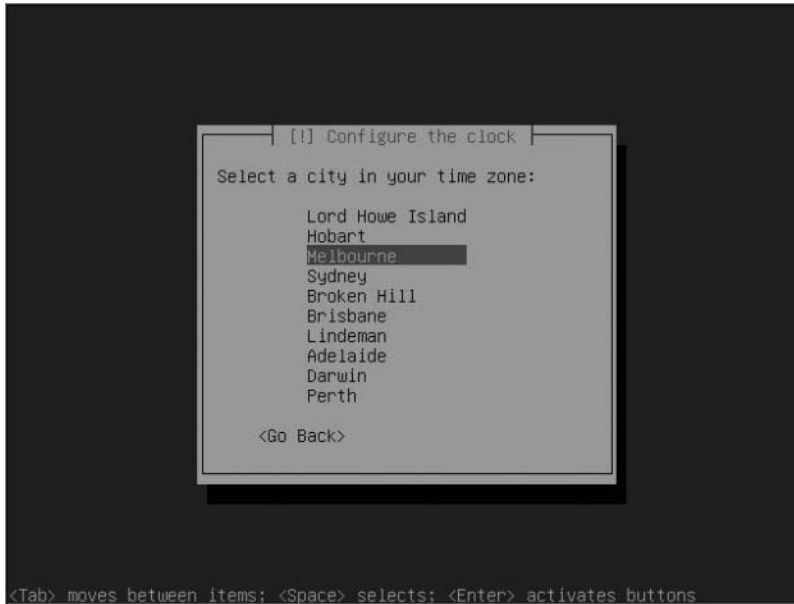 [!] Configure the clock
Select a city in your time zone:
Lord Howe Island
Hobart
Melbourne
Sydney
Broken Hill
Brisbane
Lindeman
Adelaide
Darwin
Perth
<Go Back>
<Tab> moves between items; <Space> selects; <Enter> activates buttons